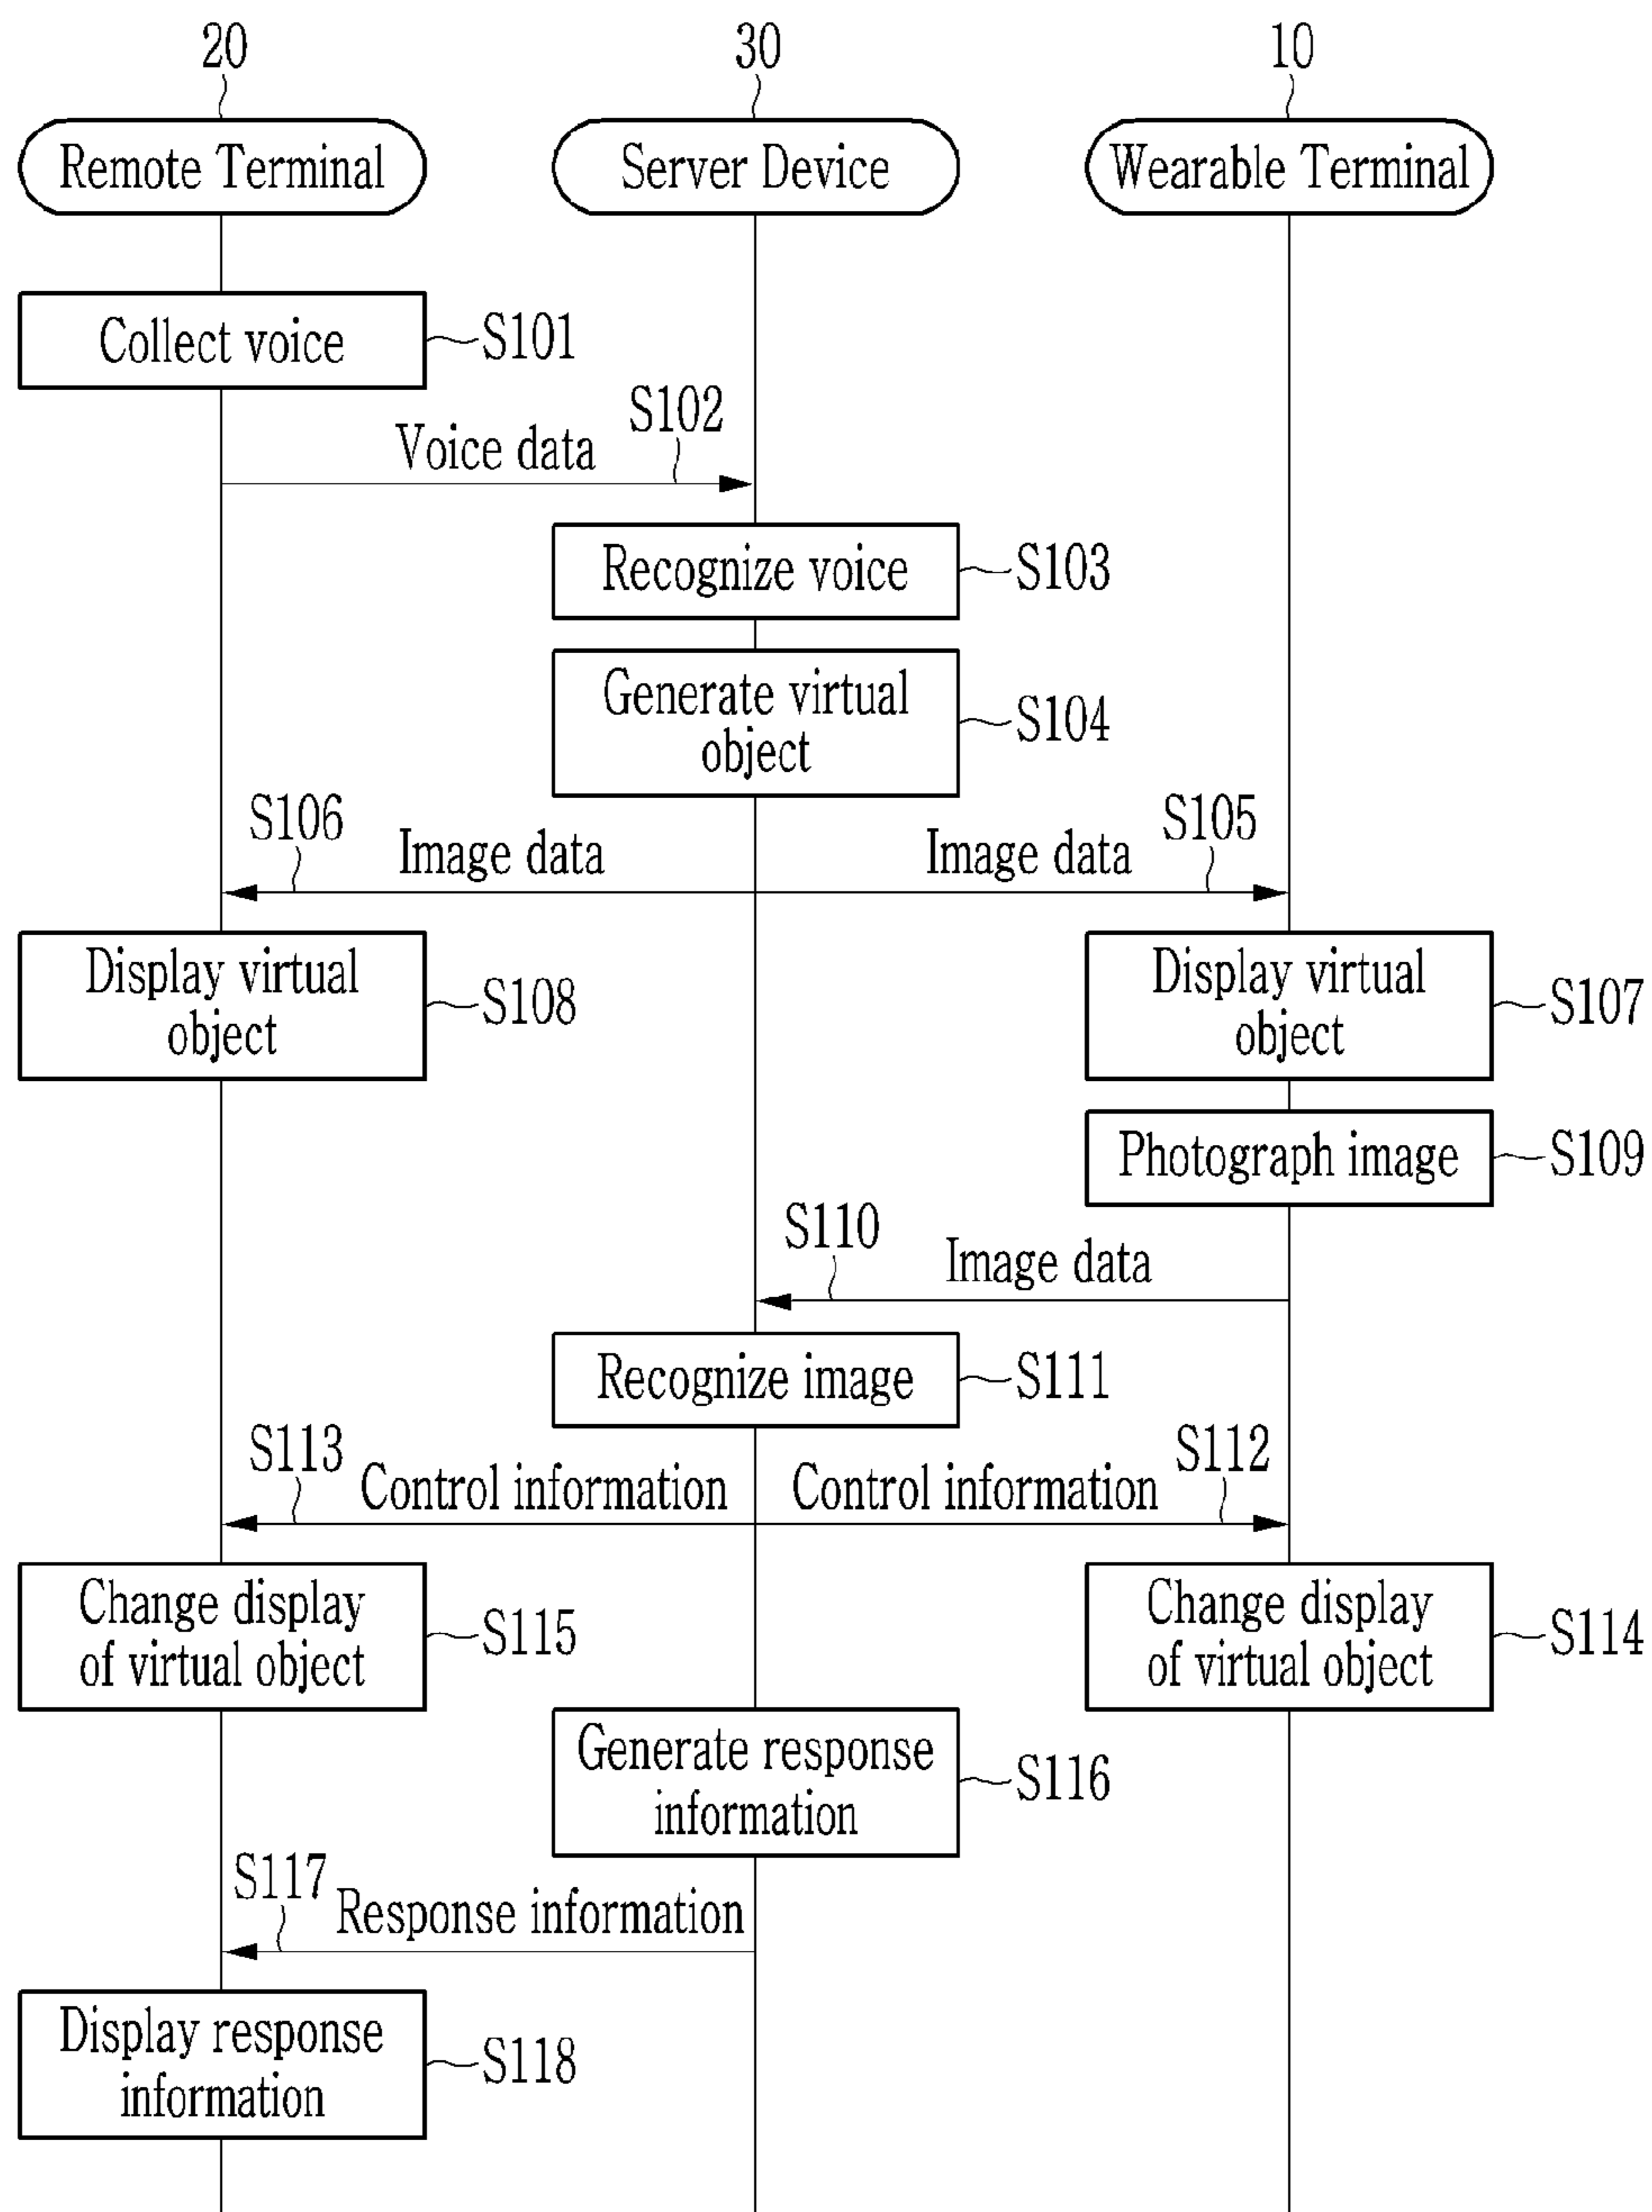 20
30
10
Remote Terminal
Server Device
Wearable Terminal
Collect voice
S101
S102
Voice data
Recognize voice
S103
Generate virtual
object
S104
S106
Image data
Image data
S105
Display virtual
object
S108
Display virtual
object
S107
Photograph image
S109
S110
Image data
Recognize image
S111
S113
Control information
Control information
S112
Change display
of virtual object
S115
Change display
of virtual object
S114
Generate response
information
S116
S117
Response information
Display response
information
S118